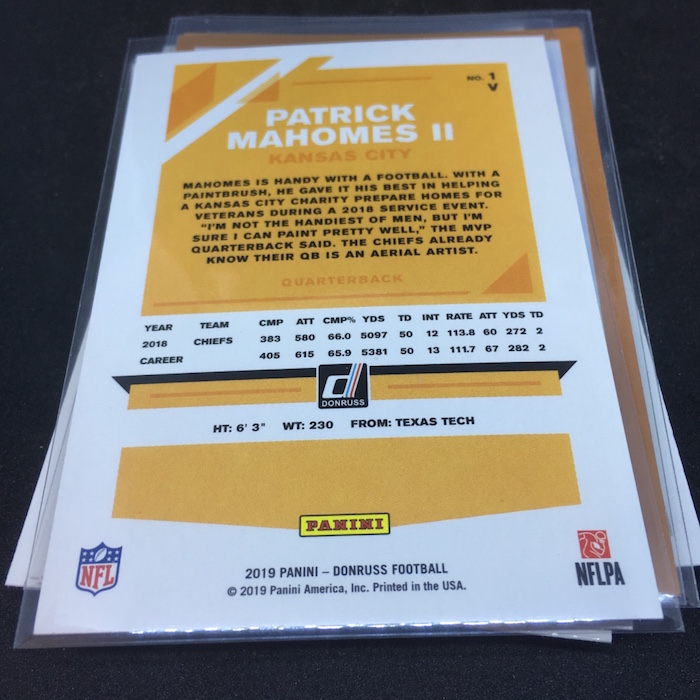 NO. 1
V
PATRICK
MAHOMES II
KANSAS CITY
MAHOMES IS HANDY WITH A FOOTBALL. WITH A
PAINTBRUSH, HE GAVE IT HIS BEST IN HELPING
A KANSAS CITY CHARITY PREPARE HOMES FOR
VETERANS DURING A 2018 SERVICE EVENT.
"I'M NOT THE HANDIEST OF MEN, BUT I'M
SURE I CAN PAINT PRETTY WELL," THE MVP
QUARTERBACK SAID. THE CHIEFS ALREADY
KNOW THEIR QB IS AN AERIAL ARTIST.
QUARTERBACK
YEAR TEAM CMP ATT CMP% YDS TD INT RATE ATT YDS TD
2018 CHIEFS 383 580 66.0 5097 50 12 113.8 60 272 2
CAREER 405 615 65.9 5381 50 13 111.7 67 282 2
d
DONRUSS
HT: 6' 3" WT: 230 FROM: TEXAS TECH
PANINI
NFL
2019 PANINI – DONRUSS FOOTBALL
© 2019 Panini America, Inc. Printed in the USA.
NFLPA